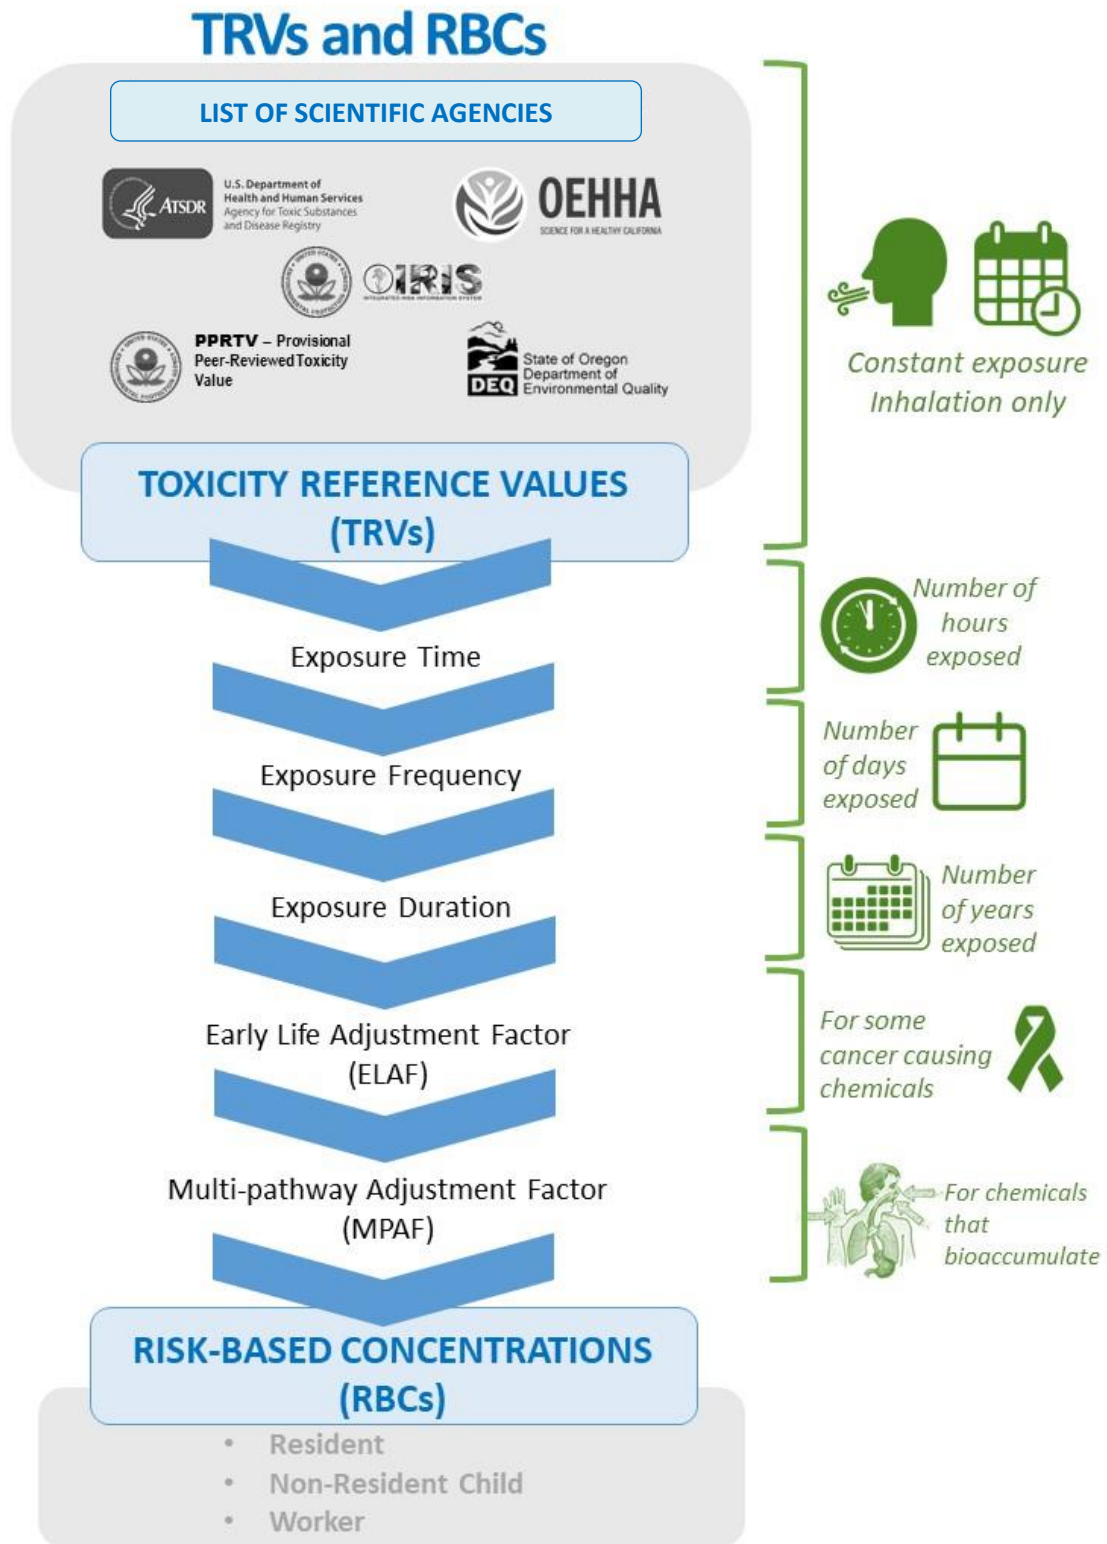 TRVs and RBCs
LIST OF SCIENTIFIC AGENCIES
ATSDR
U.S. Department of
Health and Human Services
Agency for Toxic Substances
and Disease Registry
OEHHA
SCIENCE FOR A HEALTHY CALIFORNIA
IRIS
INTEGRATED RISK INFORMATION SYSTEM
PPRTV – Provisional
Peer-Reviewed Toxicity
Value
DEQ
State of Oregon
Department of
Environmental Quality
Constant exposure
Inhalation only
TOXICITY REFERENCE VALUES
(TRVs)
Number of
hours
exposed
Exposure Time
Number
of days
exposed
Exposure Frequency
Number
of years
exposed
Exposure Duration
For some
cancer causing
chemicals
Early Life Adjustment Factor
(ELAF)
For chemicals
that
bioaccumulate
Multi-pathway Adjustment Factor
(MPAF)
RISK-BASED CONCENTRATIONS
(RBCs)
• Resident
• Non-Resident Child
• Worker